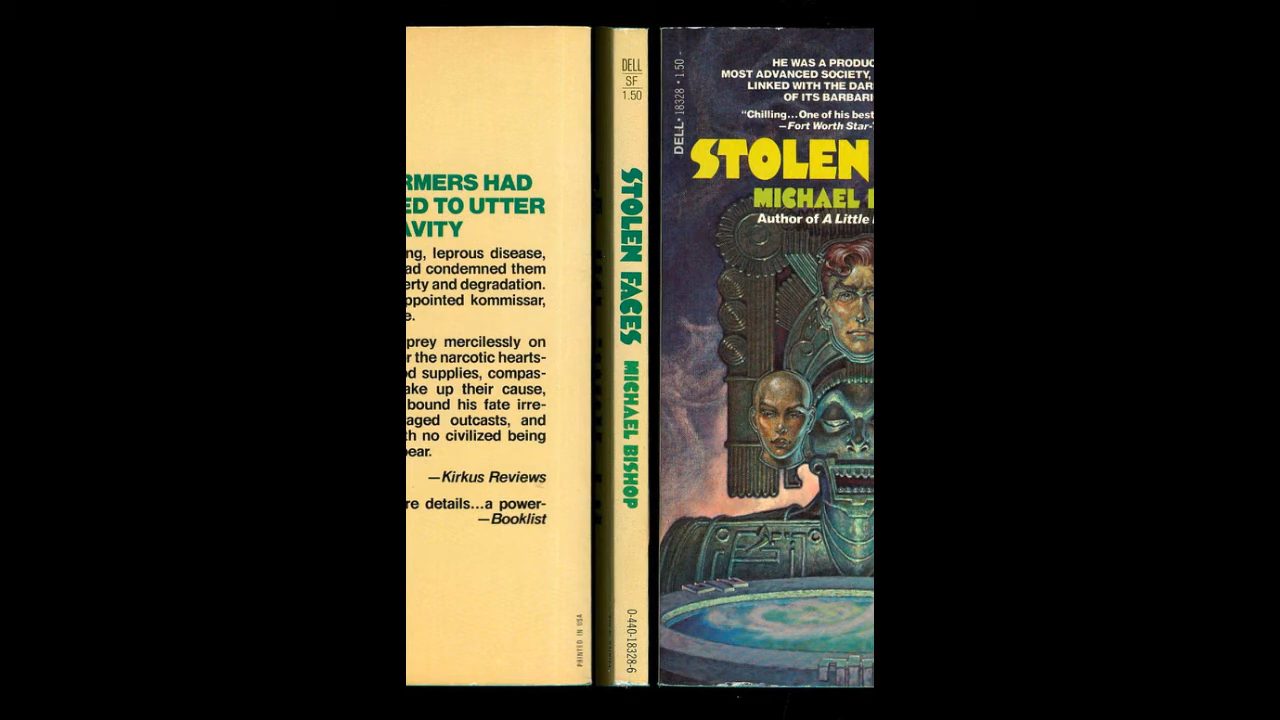 RMERS HAD
ED TO UTTER
AVITY
ng, leprous disease,
ad condemned them
erty and degradation.
ppointed kommissar,
e.
prey mercilessly on
r the narcotic hearts-
d supplies, compas-
ake up their cause,
bound his fate irre-
aged outcasts, and
th no civilized being
ear.
—Kirkus Reviews
re details...a power-
—Booklist
PRINTED IN USA
DELL
SF
1.50
STOLEN FACES MICHAEL BISHOP
0-440-18328-6
DELL • 18328 • 1.50 -
HE WAS A PRODUC
MOST ADVANCED SOCIETY,
LINKED WITH THE DAR
OF ITS BARBARI
“Chilling...One of his best
—Fort Worth Star-T
STOLEN
MICHAEL B
Author of A Little